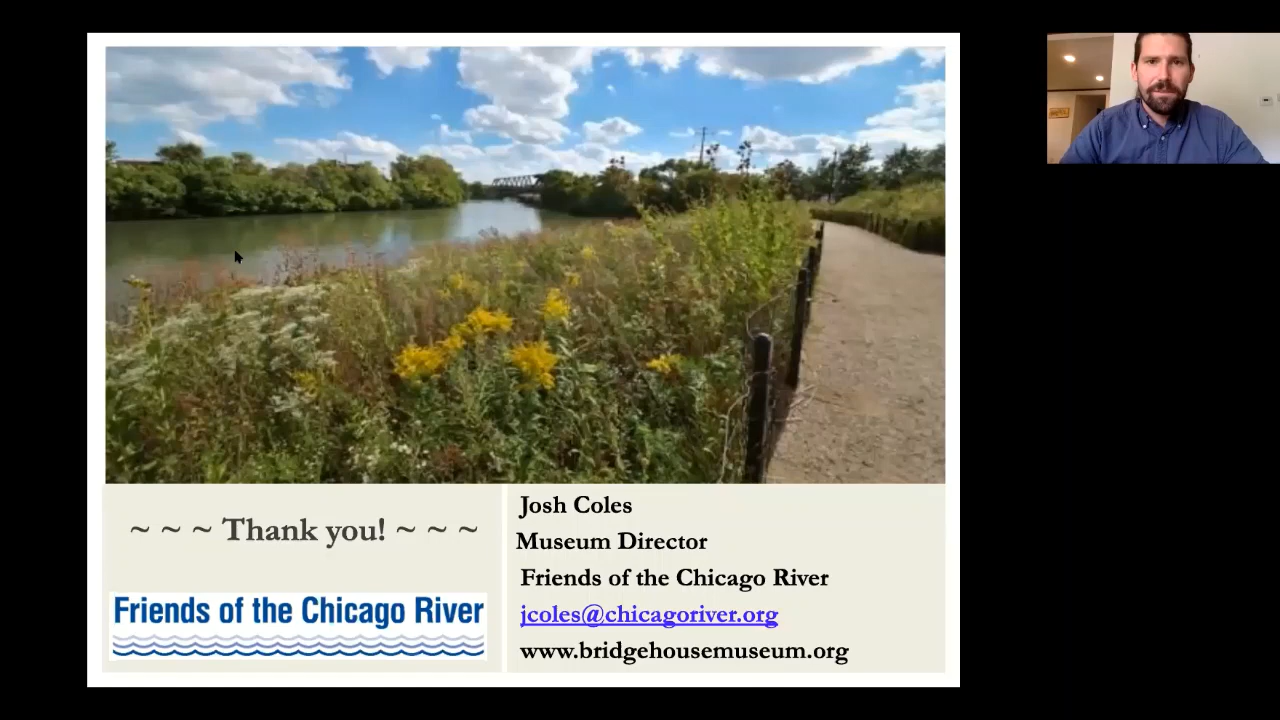 ~ ~ ~ Thank you! ~ ~ ~
Friends of the Chicago River
Josh Coles
Museum Director
Friends of the Chicago River
jcoles@chicagoriver.org
www.bridgehousemuseum.org